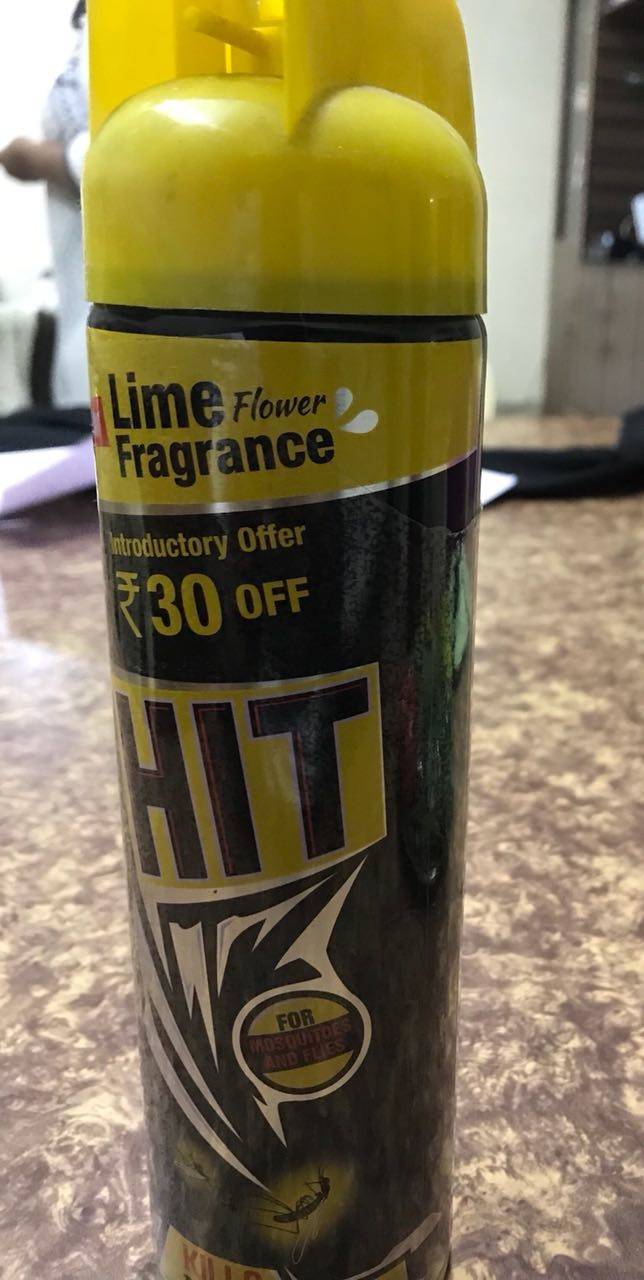 Lime Flower
Fragrance
Introductory Offer
₹30 OFF
HIT
FOR
MOSQUITOES
AND FLIES